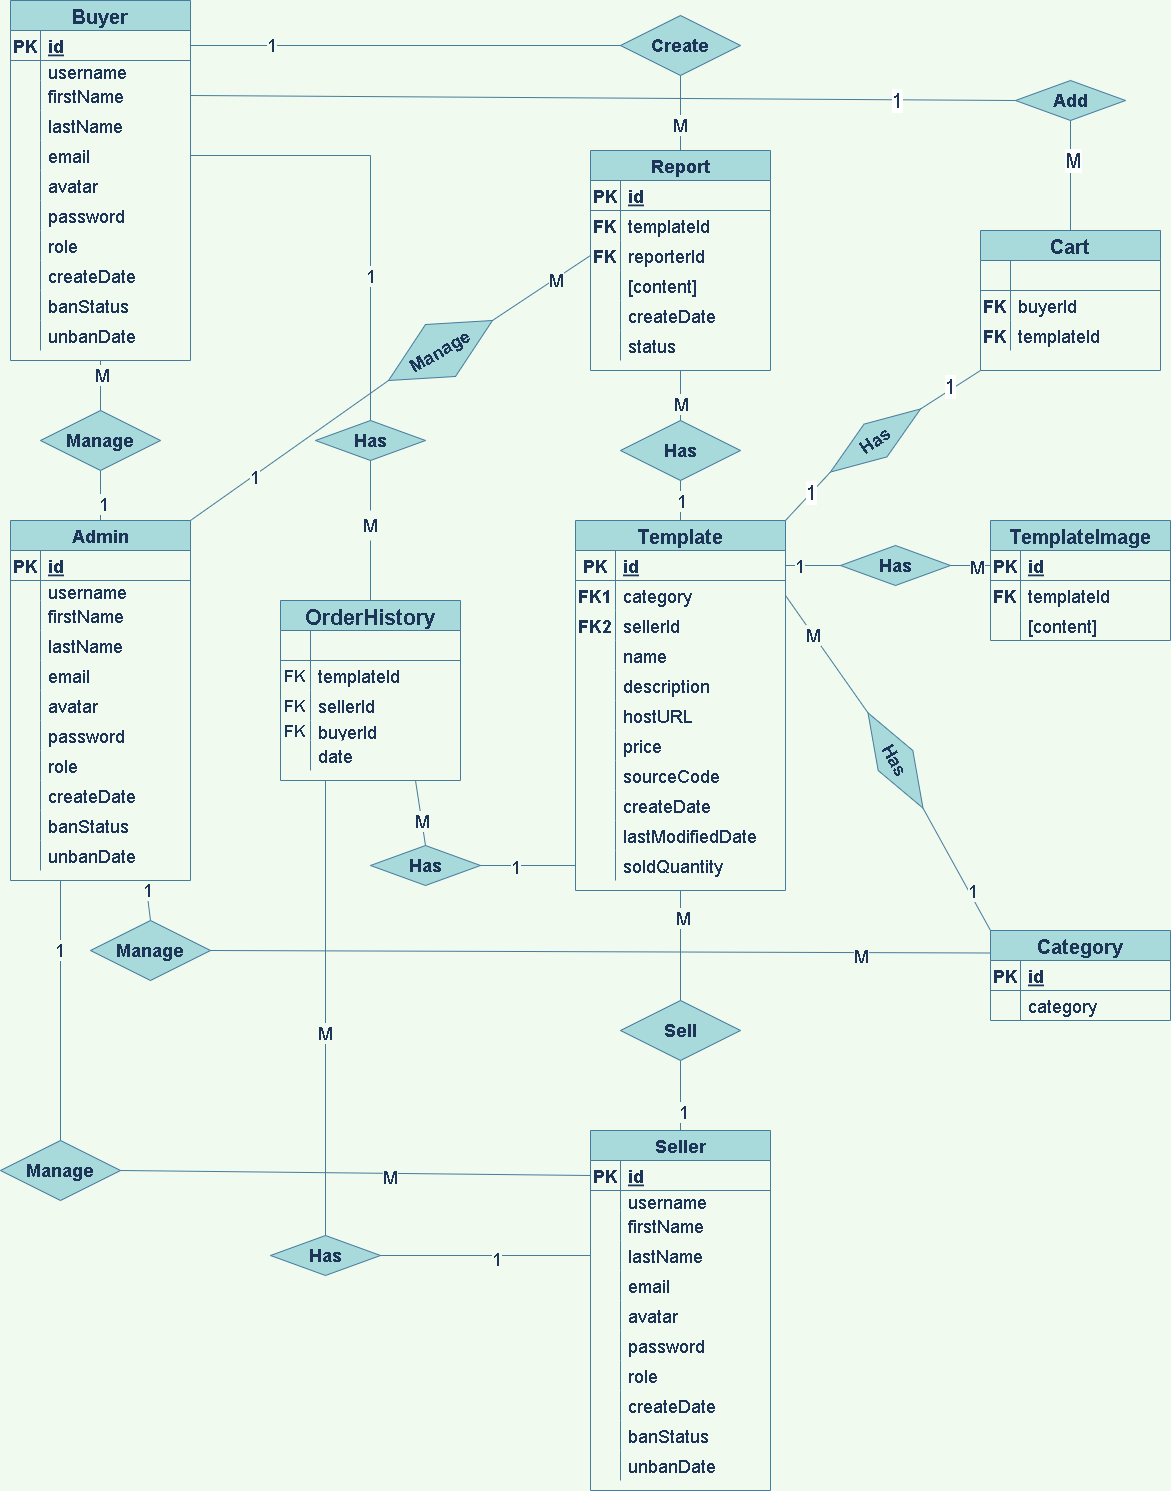 Buyer
PK id
username
firstName
lastName
email
avatar
password
role
createDate
banStatus
unbanDate
1
Create
M
1
Add
M
1
Report
PK id
FK templateId
FK reporterId
[content]
createDate
status
Cart
FK buyerId
FK templateId
M
Manage
1
M
Manage
1
Has
M
M
Has
1
1
Has
1
Admin
PK id
username
firstName
lastName
email
avatar
password
role
createDate
banStatus
unbanDate
OrderHistory
FK templateId
FK sellerId
FK buyerId
date
Template
PK id
FK1 category
FK2 sellerId
name
description
hostURL
price
sourceCode
createDate
lastModifiedDate
soldQuantity
1
Has
M
TemplateImage
PK id
FK templateId
[content]
M
Has
1
M
Has
1
1
Manage
M
Category
PK id
category
M
Sell
1
1
Manage
M
M
Has
1
Seller
PK id
username
firstName
lastName
email
avatar
password
role
createDate
banStatus
unbanDate